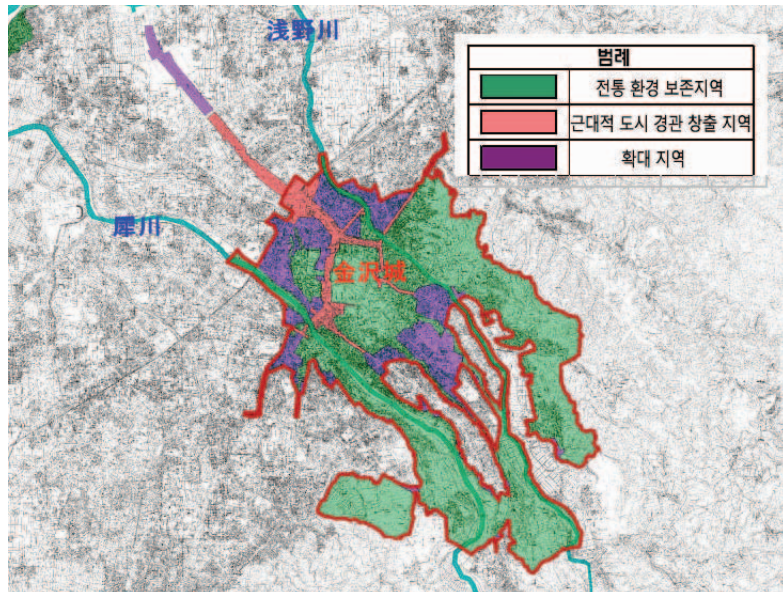 浅野川
범례
전통 환경 보존지역
근대적 도시 경관 창출 지역
확대 지역
犀川
金沢城